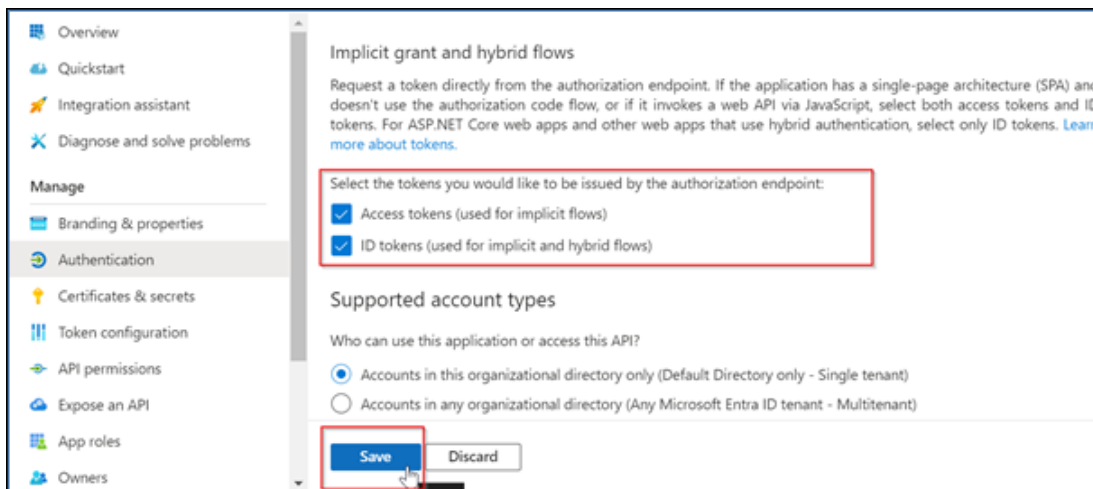 Overview
Quickstart
Integration assistant
Diagnose and solve problems
Manage
Branding & properties
Authentication
Certificates & secrets
Token configuration
API permissions
Expose an API
App roles
Owners
Implicit grant and hybrid flows
Request a token directly from the authorization endpoint. If the application has a single-page architecture (SPA) and
doesn't use the authorization code flow, or if it invokes a web API via JavaScript, select both access tokens and ID
tokens. For ASP.NET Core web apps and other web apps that use hybrid authentication, select only ID tokens. Learn
more about tokens.
Select the tokens you would like to be issued by the authorization endpoint:
Access tokens (used for implicit flows)
ID tokens (used for implicit and hybrid flows)
Supported account types
Who can use this application or access this API?
Accounts in this organizational directory only (Default Directory only - Single tenant)
Accounts in any organizational directory (Any Microsoft Entra ID tenant - Multitenant)
Save
Discard